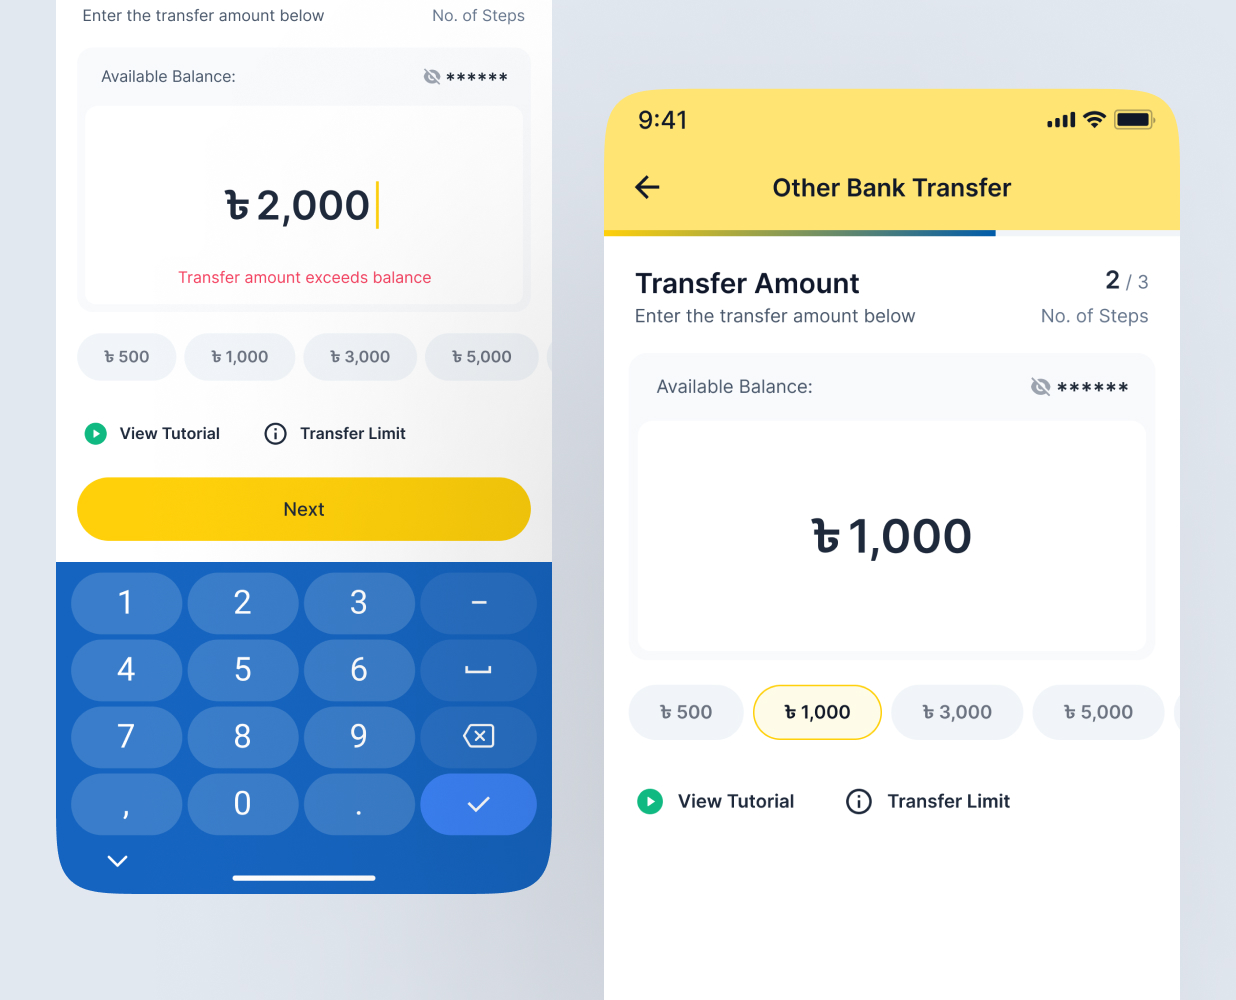 Enter the transfer amount below
No. of Steps
Available Balance:
******
৳ 2,000
Transfer amount exceeds balance
৳ 500
৳ 1,000
৳ 3,000
৳ 5,000
View Tutorial
Transfer Limit
Next
1 2 3 –
4 5 6
7 8 9
, 0 .
9:41
Other Bank Transfer
Transfer Amount
2 / 3
Enter the transfer amount below
No. of Steps
Available Balance:
******
৳ 1,000
৳ 500
৳ 1,000
৳ 3,000
৳ 5,000
View Tutorial
Transfer Limit